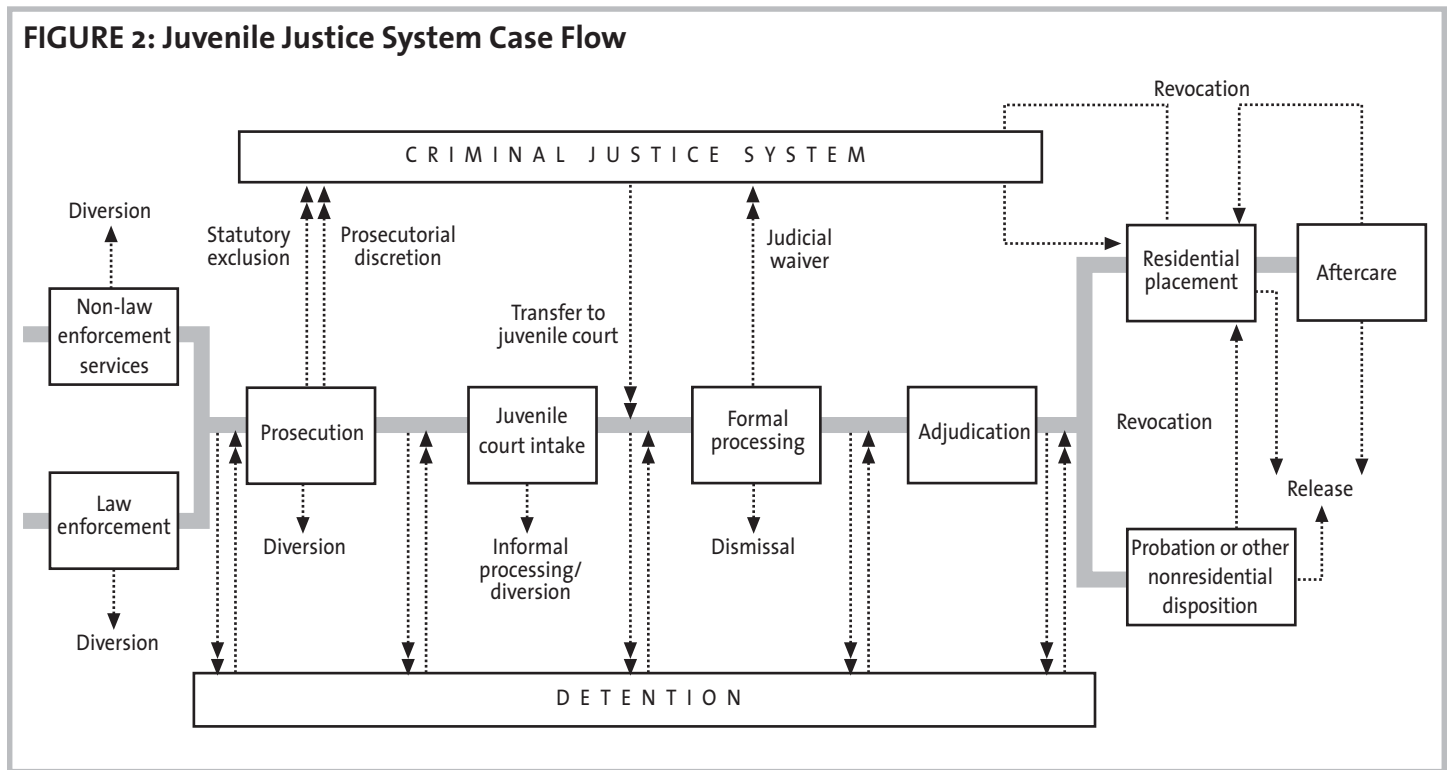 FIGURE 2: Juvenile Justice System Case Flow
Revocation
CRIMINAL JUSTICE SYSTEM
Diversion
Statutory
exclusion
Prosecutorial
discretion
Judicial
waiver
Residential
placement
Aftercare
Non-law
enforcement
services
Transfer to
juvenile court
Prosecution
Juvenile
court intake
Formal
processing
Adjudication
Revocation
Law
enforcement
Diversion
Informal
processing/
diversion
Dismissal
Release
Probation or other
nonresidential
disposition
Diversion
DETENTION